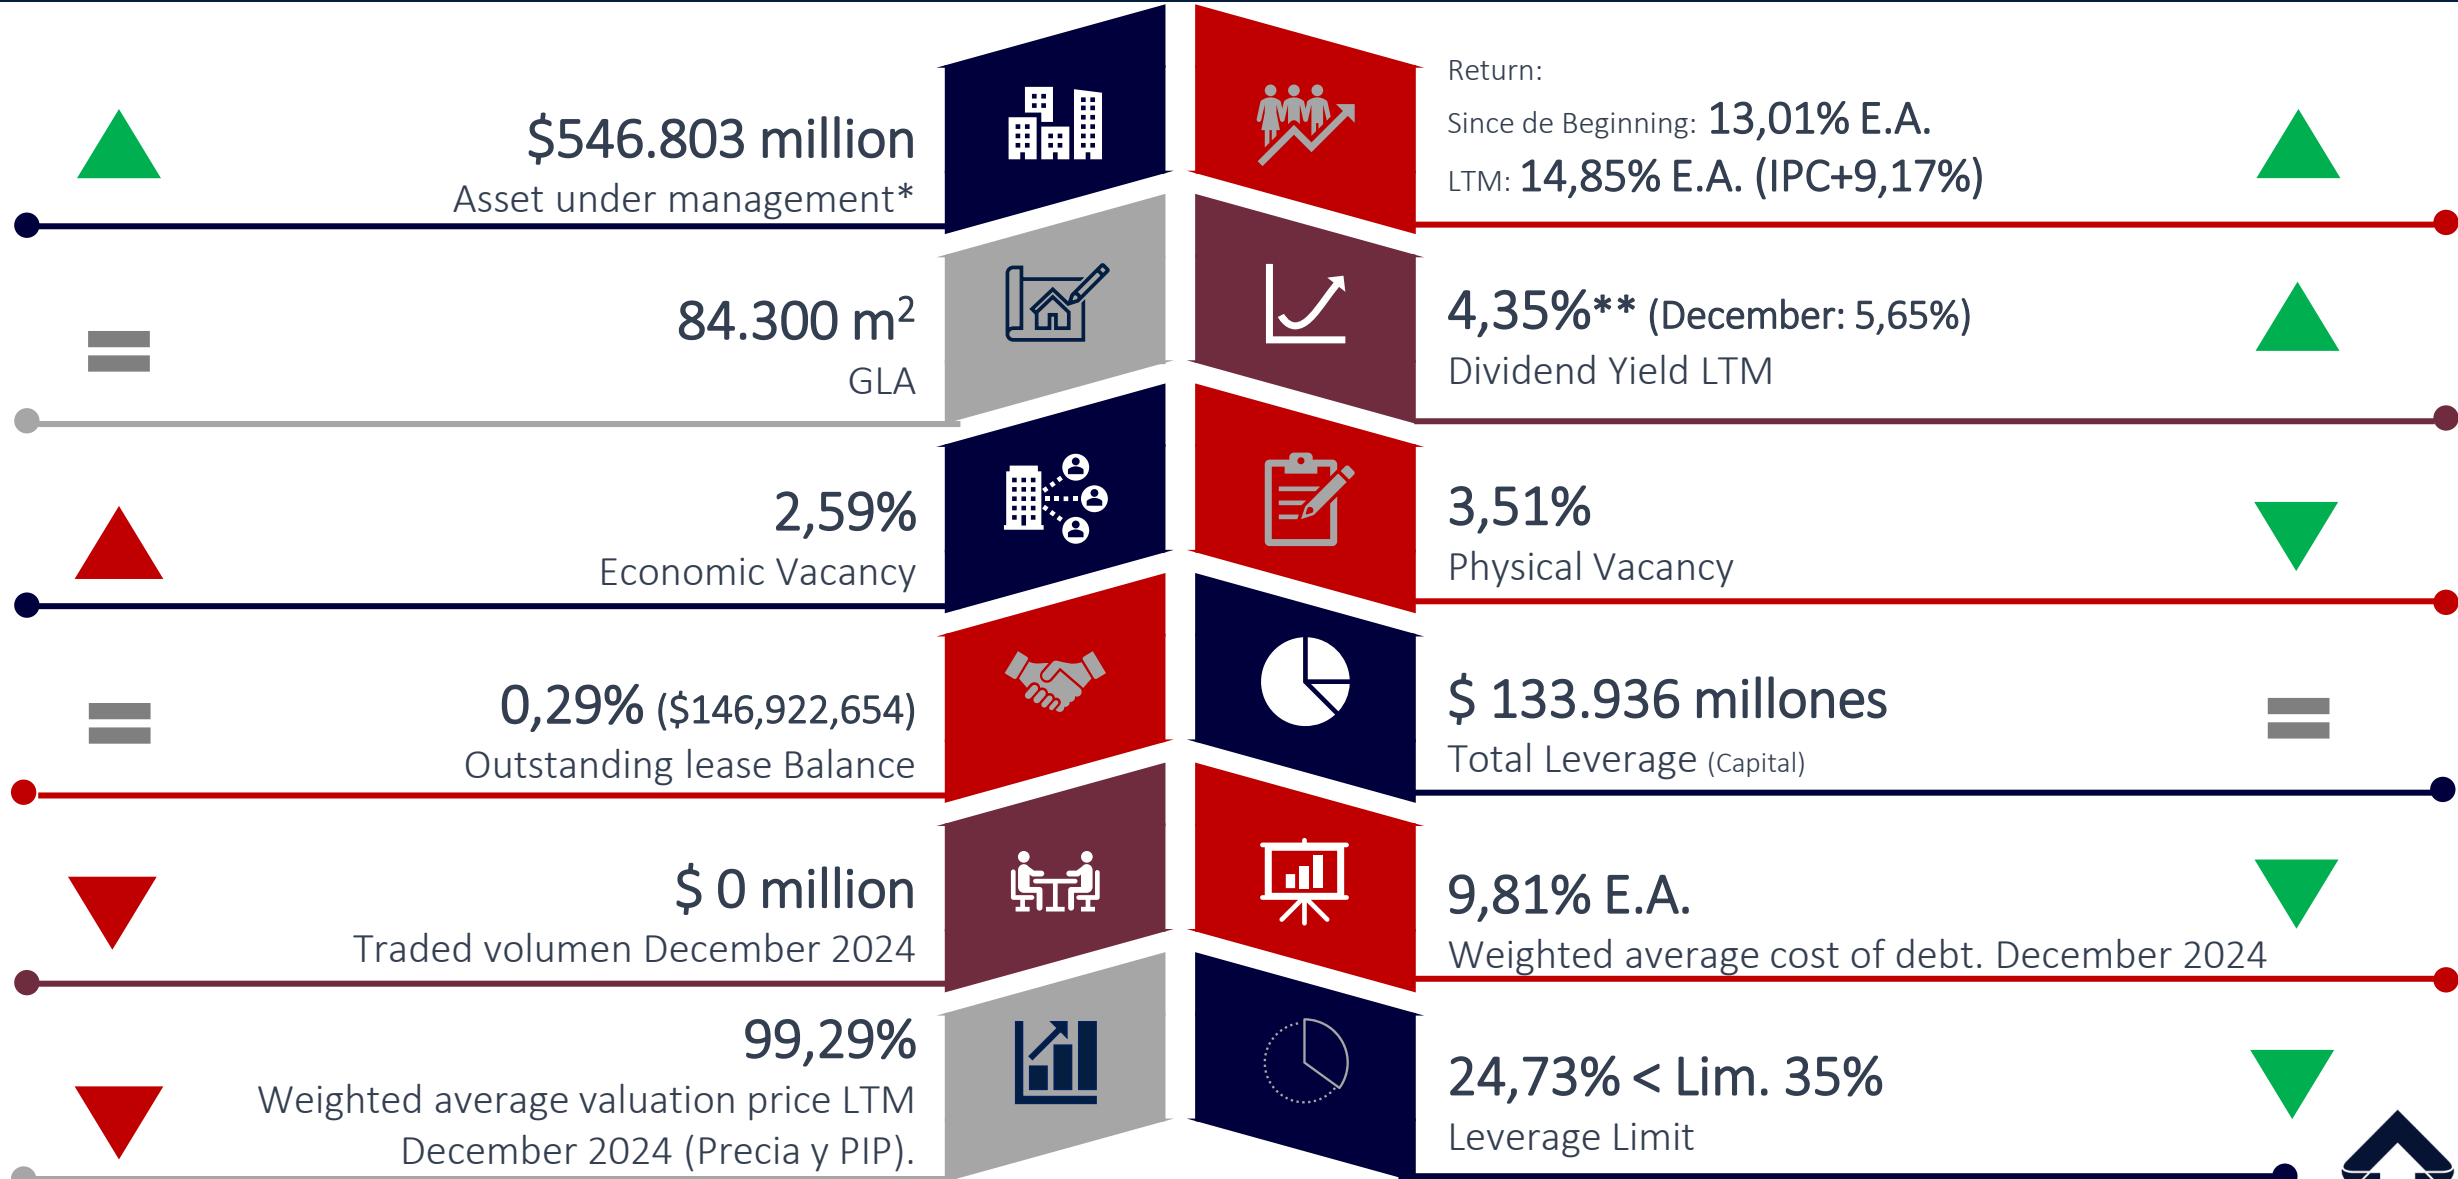 $546.803 million
Asset under management*
84.300 m²
GLA
2,59%
Economic Vacancy
0,29% ($146,922,654)
Outstanding lease Balance
$ 0 million
Traded volumen December 2024
99,29%
Weighted average valuation price LTM
December 2024 (Precia y PIP).
Return:
Since de Beginning: 13,01% E.A.
LTM: 14,85% E.A. (IPC+9,17%)
4,35%** (December: 5,65%)
Dividend Yield LTM
3,51%
Physical Vacancy
$ 133.936 millones
Total Leverage (Capital)
9,81% E.A.
Weighted average cost of debt. December 2024
24,73% < Lim. 35%
Leverage Limit